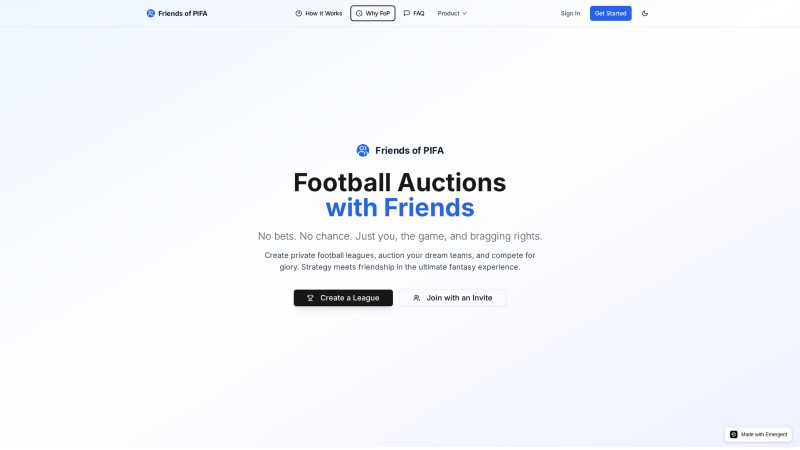 Friends of PIFA
How It Works
Why FoP
FAQ
Product
Sign In
Get Started
Friends of PIFA
Football Auctions
with Friends
No bets. No chance. Just you, the game, and bragging rights.
Create private football leagues, auction your dream teams, and compete for
glory. Strategy meets friendship in the ultimate fantasy experience.
Create a League
Join with an Invite
Made with Emergent